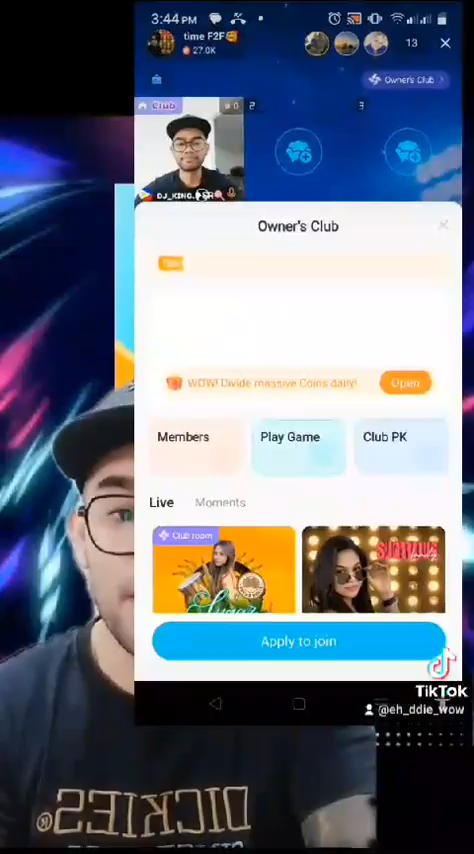 3:44 PM
time F2F🥰
27.0K
13
Owner's Club
Club
0
2
3
DJ_KING.
Owner's Club
WOW! Divide massive Coins daily!
Open
Members
Play Game
Club PK
Live
Moments
Club room
Sugar
Apply to join
TikTok
@eh_ddie_wow
DICKIES®